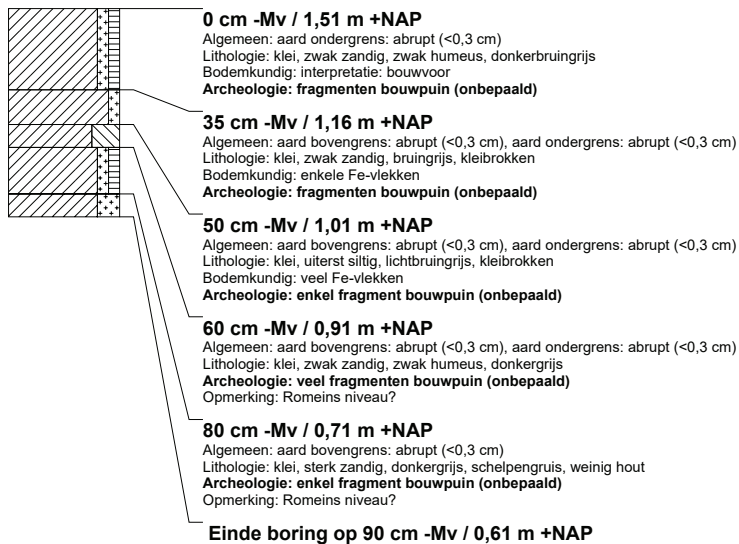 0 cm -Mv / 1,51 m +NAP
Algemeen: aard ondergrens: abrupt (<0,3 cm)
Lithologie: klei, zwak zandig, zwak humeus, donkerbruingrijs
Bodemkundig: interpretatie: bouwvoor
Archeologie: fragmenten bouwpuin (onbepaald)
35 cm -Mv / 1,16 m +NAP
Algemeen: aard bovengrens: abrupt (<0,3 cm), aard ondergrens: abrupt (<0,3 cm)
Lithologie: klei, zwak zandig, bruingrijs, kleibrokken
Bodemkundig: enkele Fe-vlekken
Archeologie: fragmenten bouwpuin (onbepaald)
50 cm -Mv / 1,01 m +NAP
Algemeen: aard bovengrens: abrupt (<0,3 cm), aard ondergrens: abrupt (<0,3 cm)
Lithologie: klei, uiterst siltig, lichtbruingrijs, kleibrokken
Bodemkundig: veel Fe-vlekken
Archeologie: enkel fragment bouwpuin (onbepaald)
60 cm -Mv / 0,91 m +NAP
Algemeen: aard bovengrens: abrupt (<0,3 cm), aard ondergrens: abrupt (<0,3 cm)
Lithologie: klei, zwak zandig, zwak humeus, donkergrijs
Archeologie: veel fragmenten bouwpuin (onbepaald)
Opmerking: Romeins niveau?
80 cm -Mv / 0,71 m +NAP
Algemeen: aard bovengrens: abrupt (<0,3 cm)
Lithologie: klei, sterk zandig, donkergrijs, schelpengruis, weinig hout
Archeologie: enkel fragment bouwpuin (onbepaald)
Opmerking: Romeins niveau?
Einde boring op 90 cm -Mv / 0,61 m +NAP